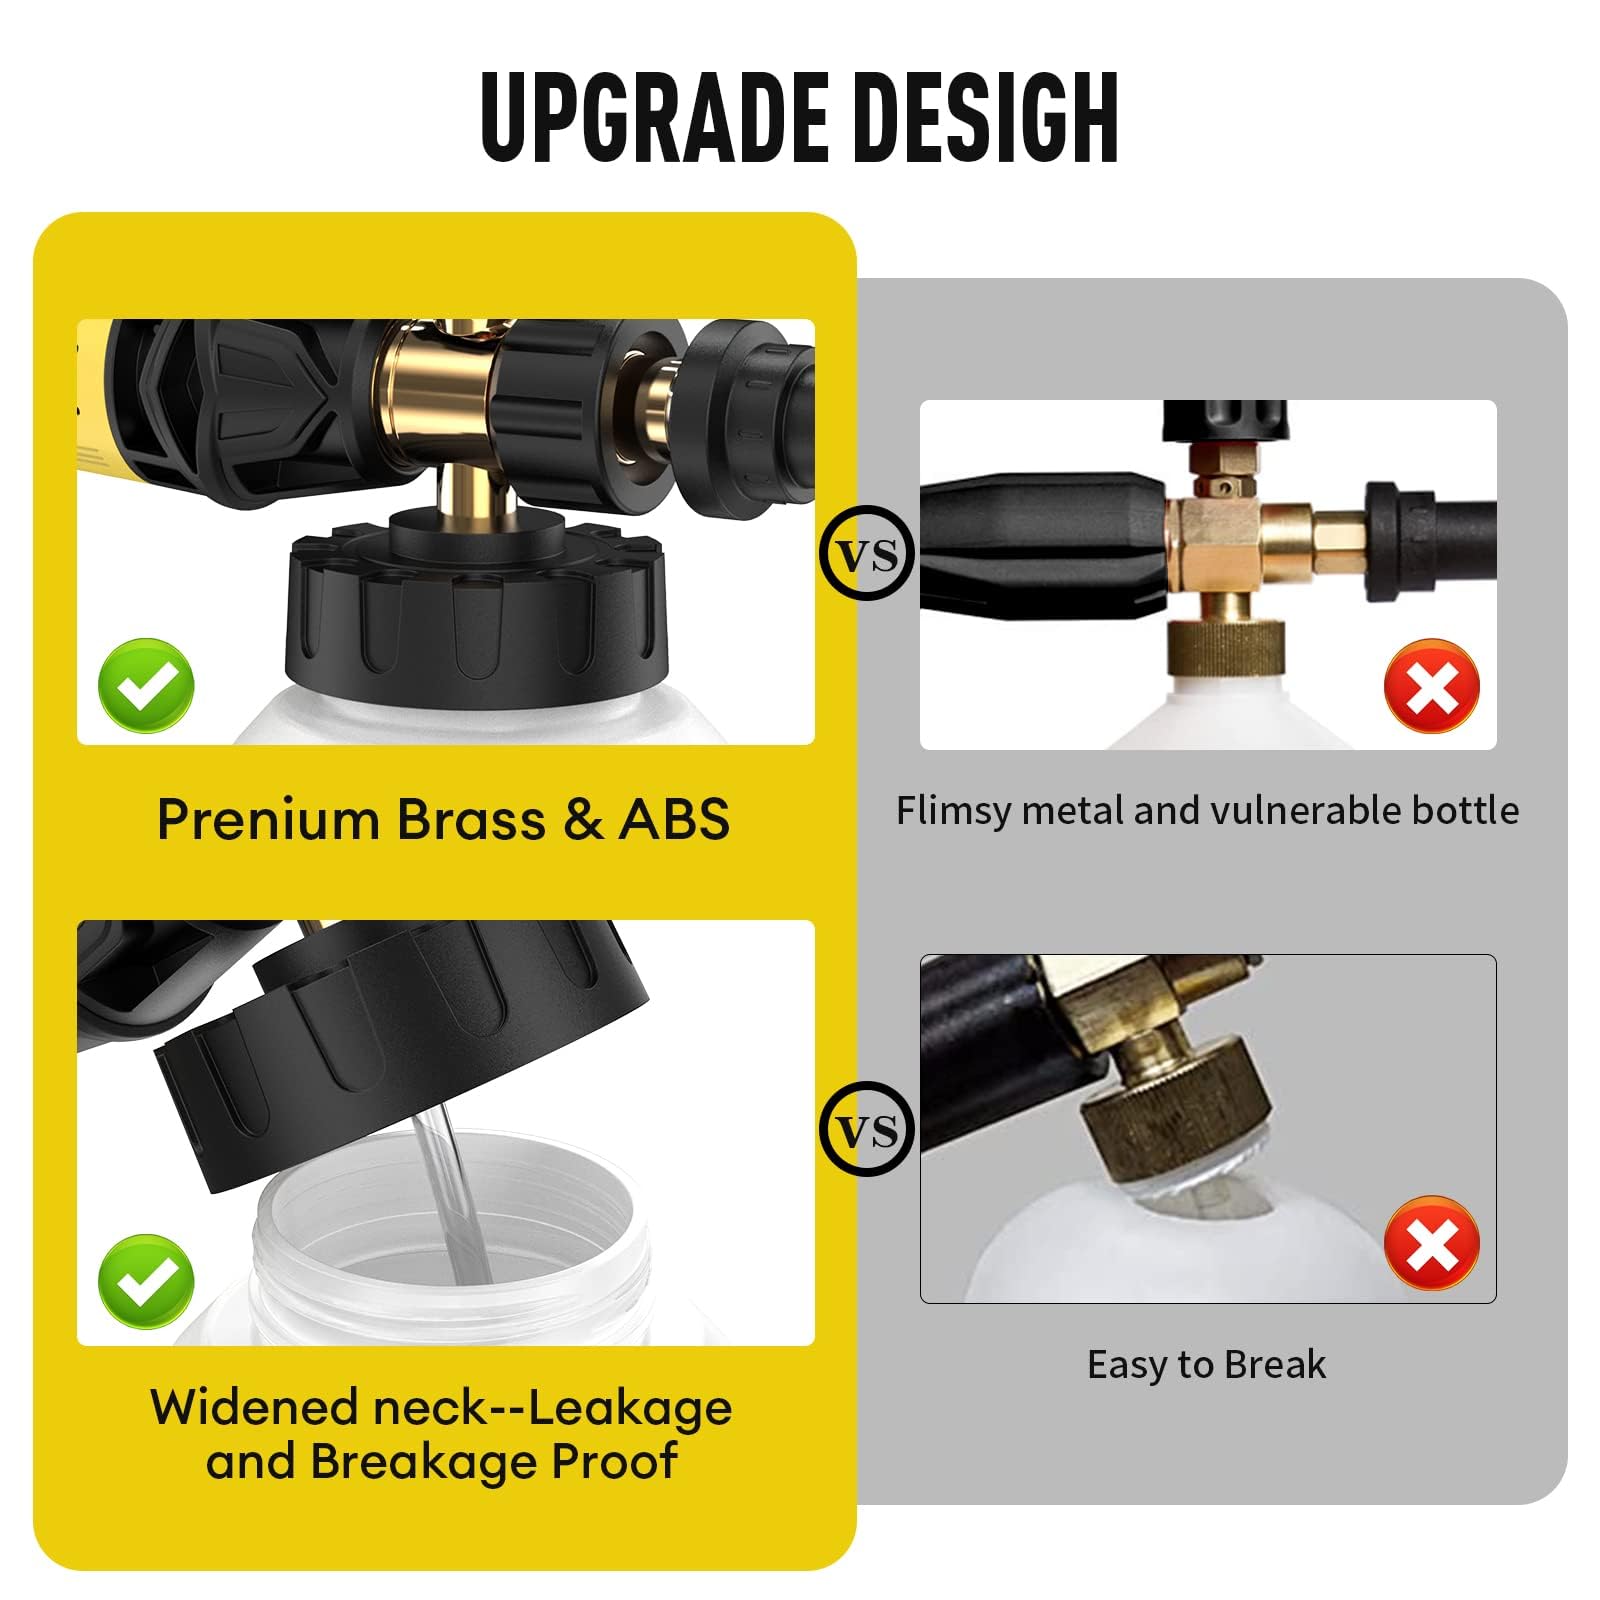 UPGRADE DESIGH
VS
Prenium Brass & ABS
Flimsy metal and vulnerable bottle
VS
Easy to Break
Widened neck--Leakage
and Breakage Proof